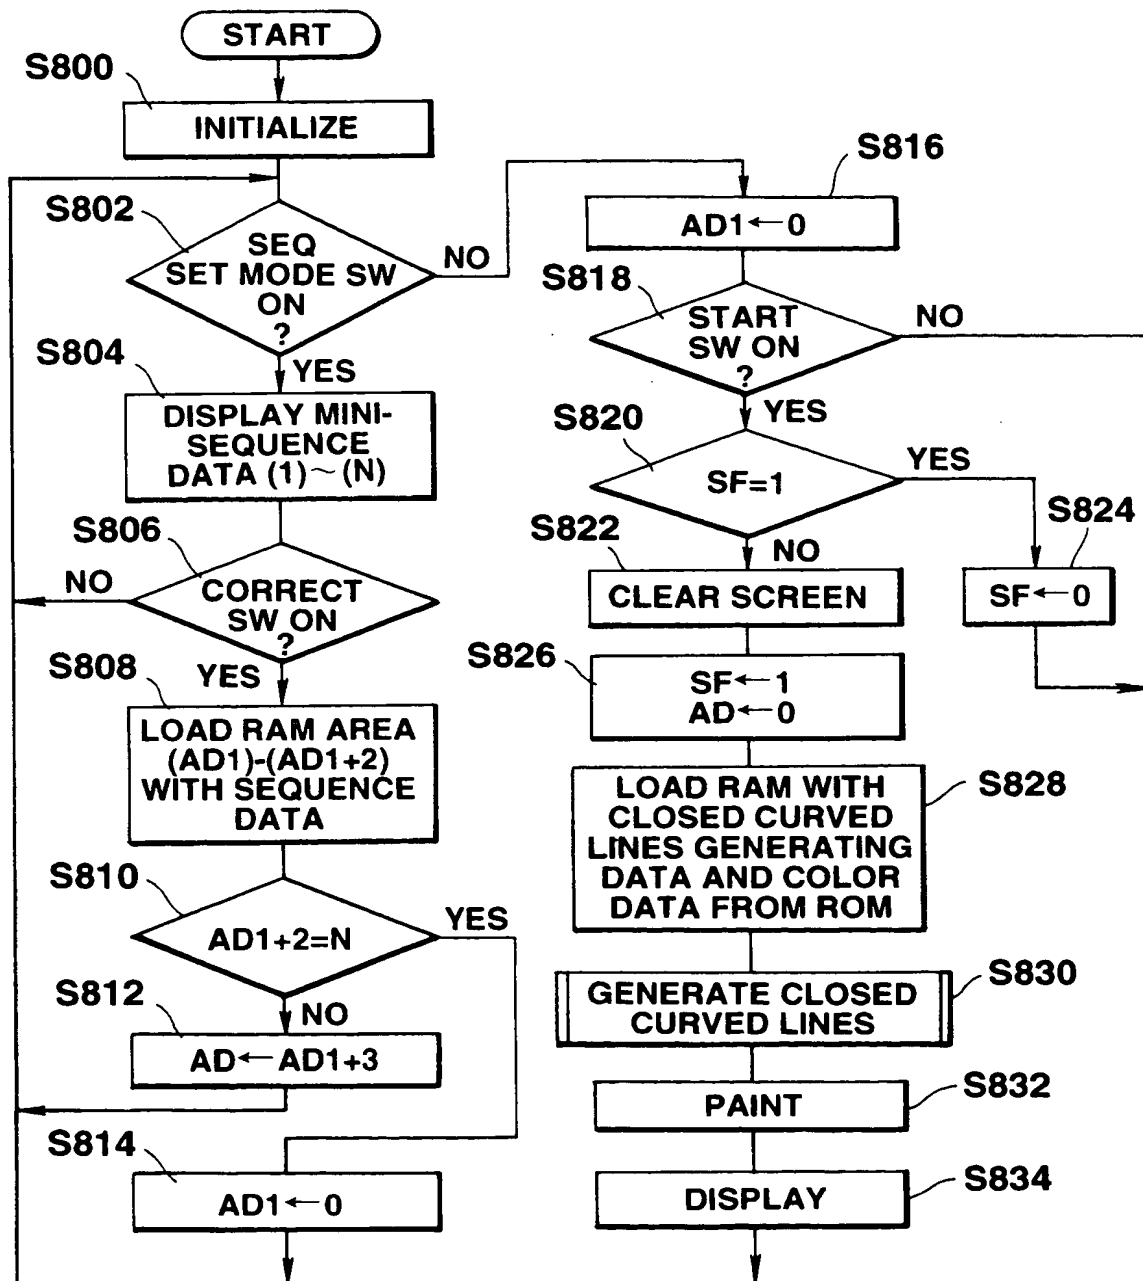 START
S800
INITIALIZE
S802
SEQ
SET MODE SW
ON
?
NO
YES
S804
DISPLAY MINI-
SEQUENCE
DATA (1) ~ (N)
S806
NO
CORRECT
SW ON
?
YES
S808
LOAD RAM AREA
(AD1)-(AD1+2)
WITH SEQUENCE
DATA
S810
YES
AD1+2=N
S812
NO
AD←AD1+3
S814
AD1←0
S816
AD1←0
S818
START
SW ON
?
NO
YES
S820
YES
SF=1
S824
SF←0
S822
NO
CLEAR SCREEN
S826
SF←1
AD←0
LOAD RAM WITH
CLOSED CURVED
LINES GENERATING
DATA AND COLOR
DATA FROM ROM
S828
GENERATE CLOSED
CURVED LINES
S830
PAINT
S832
DISPLAY
S834